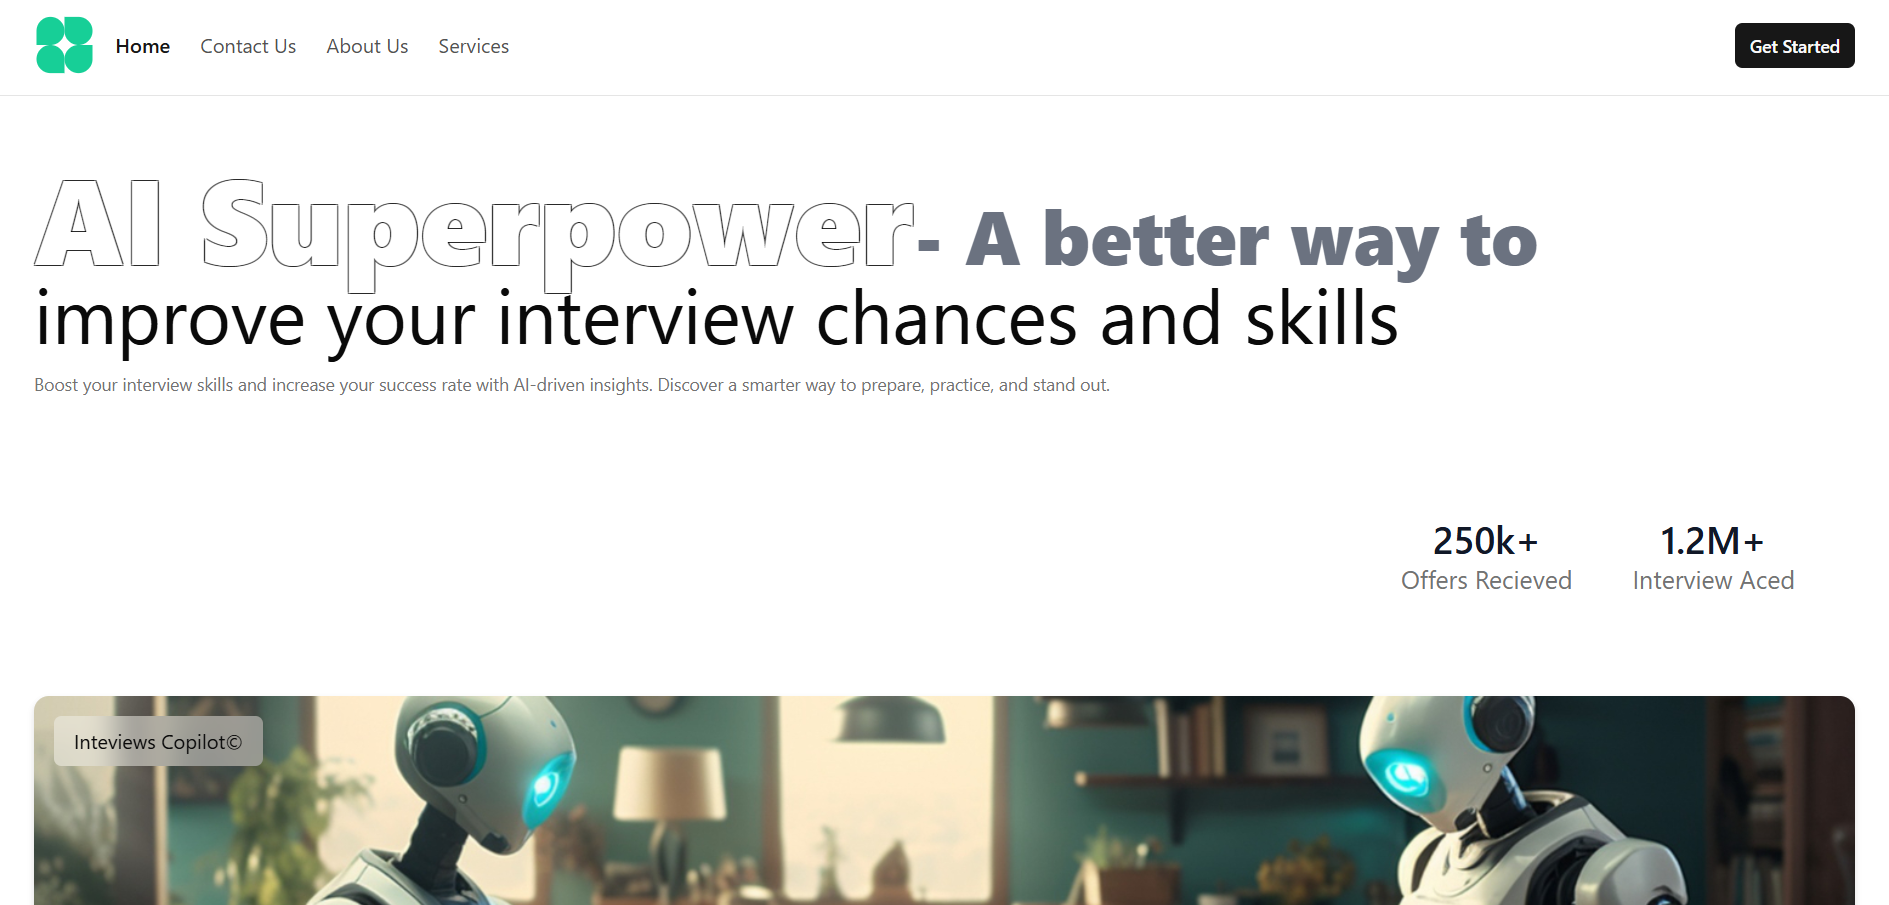 Home Contact Us About Us Services Get Started
AI Superpower- A better way to
improve your interview chances and skills
Boost your interview skills and increase your success rate with AI-driven insights. Discover a smarter way to prepare, practice, and stand out.
250k+ 1.2M+
Offers Recieved Interview Aced
Inteviews Copilot©